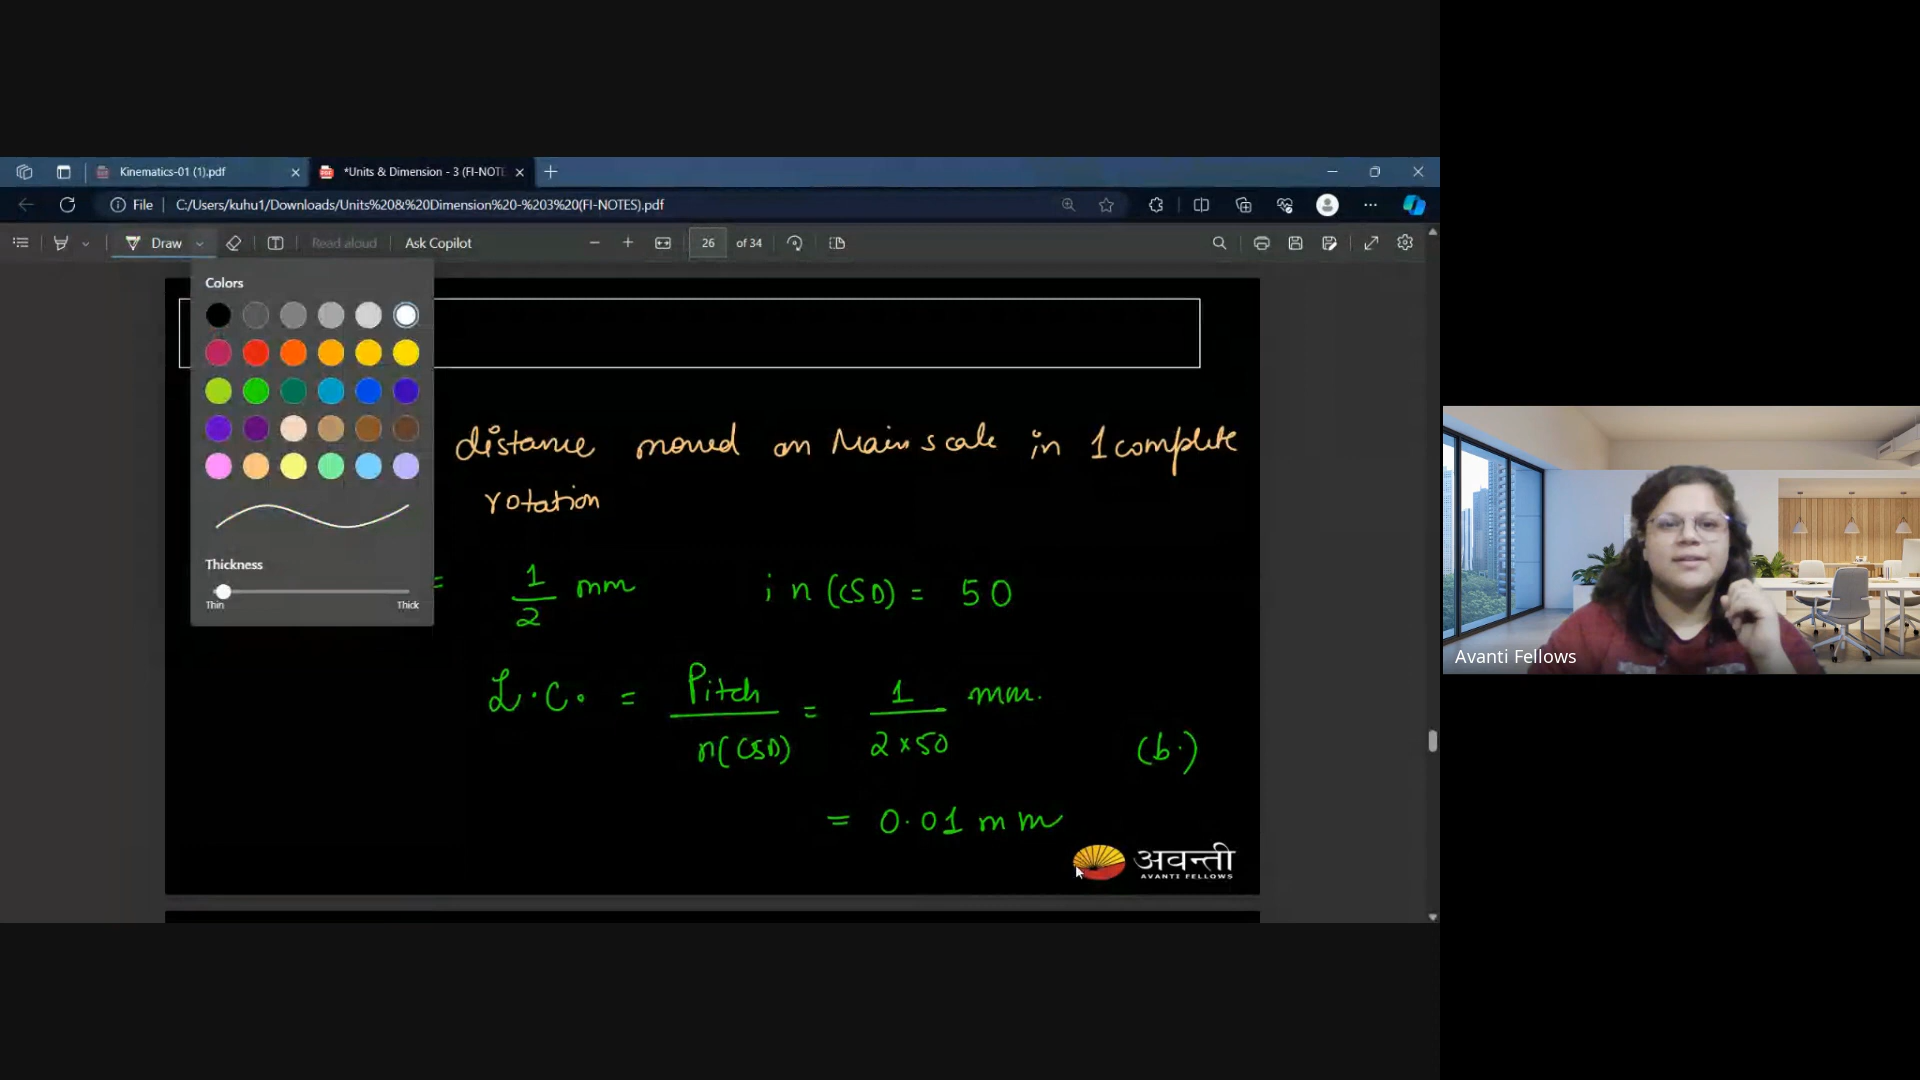 Kinematics-01 (1).pdf
*Units & Dimension - 3 (FI-NOTE
File
C:/Users/kuhu1/Downloads/Units%20&%20Dimension%20-%203%20(FI-NOTES).pdf
Draw
Read aloud
Ask Copilot
26 of 34
Colors
Thickness
Thin
Thick
distance moved on Main scale in 1 complete
rotation
= 1/2 mm ; n (CSD) = 50
L.C. = Pitch/n(CSD) = 1/2×50 mm.
(b.)
= 0.01 mm
अवन्ती
AVANTI FELLOWS
Avanti Fellows